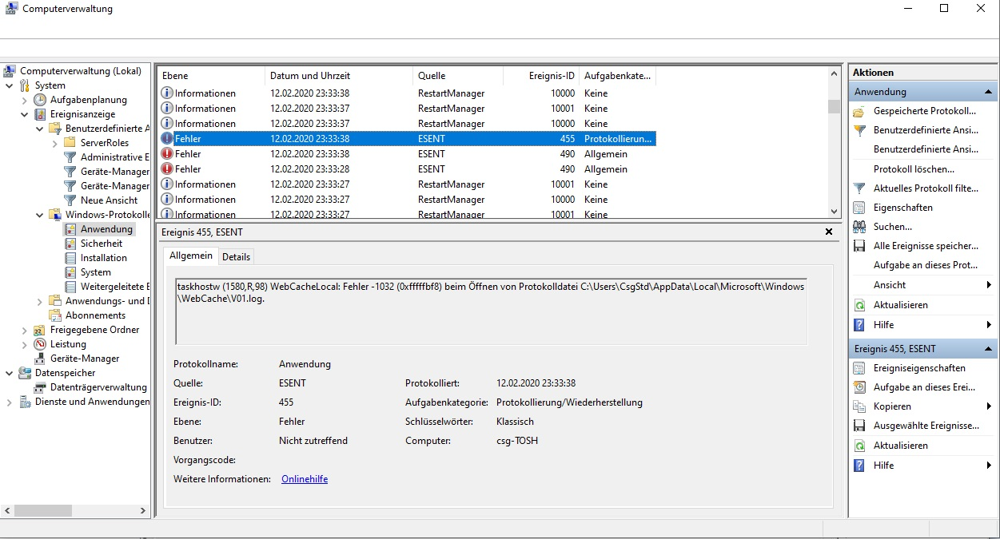 Computerverwaltung
Computerverwaltung (Lokal)
System
Aufgabenplanung
Ereignisanzeige
Benutzerdefinierte A
ServerRoles
Administrative E
Geräte-Manager
Geräte-Manager
Neue Ansicht
Windows-Protokolle
Anwendung
Sicherheit
Installation
System
Weitergeleitete E
Anwendungs- und D
Abonnements
Freigegebene Ordner
Leistung
Geräte-Manager
Datenspeicher
Datenträgerverwaltung
Dienste und Anwendungen
Ebene Datum und Uhrzeit Quelle Ereignis-ID Aufgabenkate...
Informationen 12.02.2020 23:33:38 RestartManager 10000 Keine
Informationen 12.02.2020 23:33:37 RestartManager 10001 Keine
Informationen 12.02.2020 23:33:37 RestartManager 10000 Keine
Fehler 12.02.2020 23:33:38 ESENT 455 Protokollierun...
Fehler 12.02.2020 23:33:38 ESENT 490 Allgemein
Fehler 12.02.2020 23:33:28 ESENT 490 Allgemein
Informationen 12.02.2020 23:33:27 RestartManager 10001 Keine
Informationen 12.02.2020 23:33:27 RestartManager 10000 Keine
Informationen 12.02.2020 23:33:27 RestartManager 10001 Keine
Ereignis 455, ESENT
Allgemein Details
taskhostw (1580,R,98) WebCacheLocal: Fehler -1032 (0xfffffbf8) beim Öffnen von Protokolldatei C:\Users\CsgStd\AppData\Local\Microsoft\Windows
\WebCache\V01.log.
Protokollname: Anwendung
Quelle: ESENT Protokolliert: 12.02.2020 23:33:38
Ereignis-ID: 455 Aufgabenkategorie: Protokollierung/Wiederherstellung
Ebene: Fehler Schlüsselwörter: Klassisch
Benutzer: Nicht zutreffend Computer: csg-TOSH
Vorgangscode:
Weitere Informationen: Onlinehilfe
Aktionen
Anwendung
Gespeicherte Protokoll...
Benutzerdefinierte Ansi...
Benutzerdefinierte Ansi...
Protokoll löschen...
Aktuelles Protokoll filte...
Eigenschaften
Suchen...
Alle Ereignisse speicher...
Aufgabe an dieses Prot...
Ansicht
Aktualisieren
Hilfe
Ereignis 455, ESENT
Ereigniseigenschaften
Aufgabe an dieses Erei...
Kopieren
Ausgewählte Ereignisse...
Aktualisieren
Hilfe